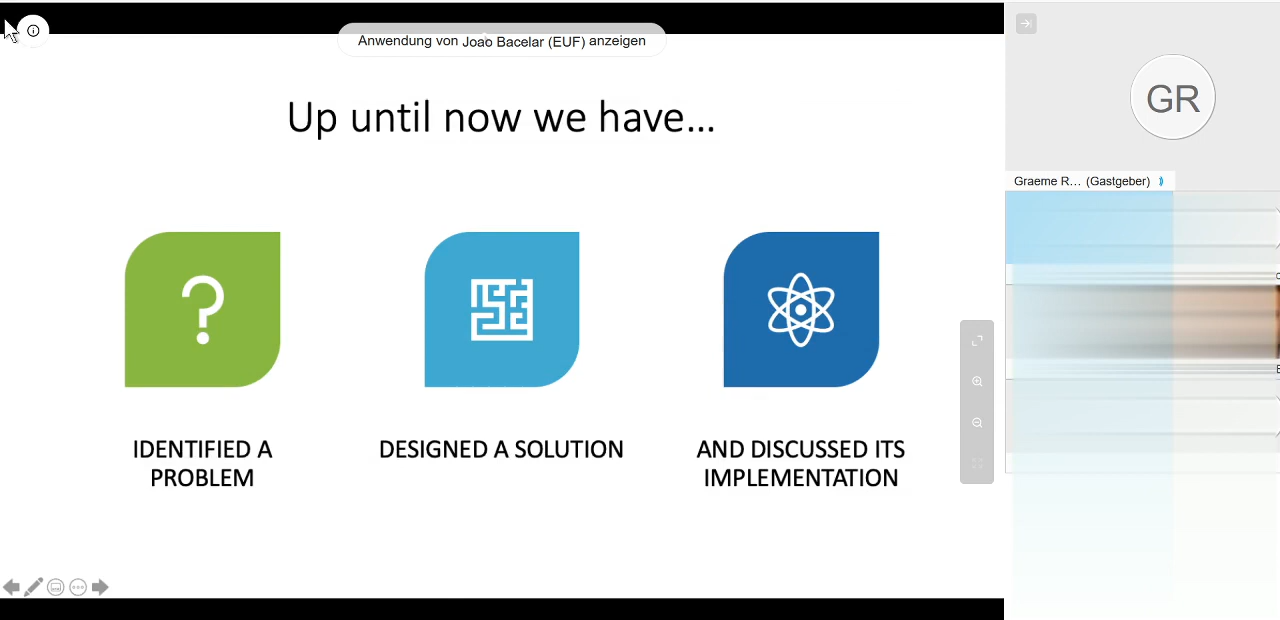 Anwendung von Joao Bacelar (EUF) anzeigen
Up until now we have...
IDENTIFIED A
PROBLEM
DESIGNED A SOLUTION
AND DISCUSSED ITS
IMPLEMENTATION
GR
Graeme R... (Gastgeber)